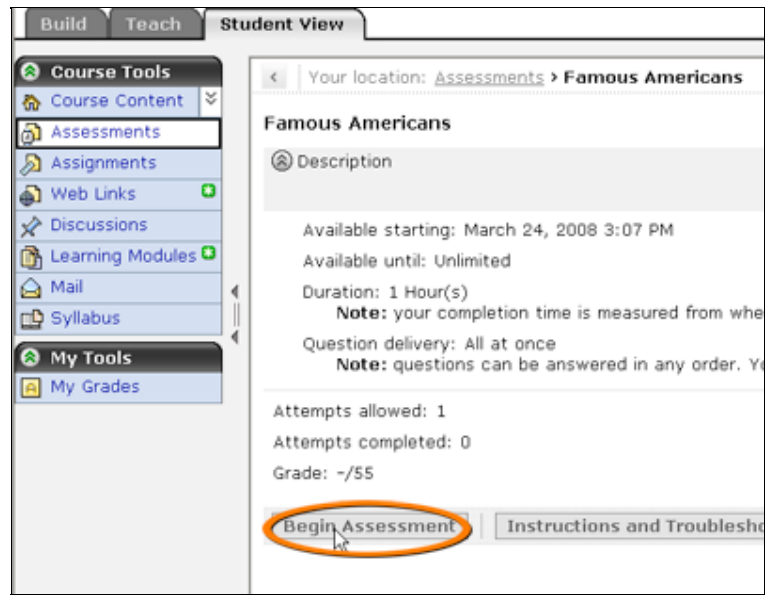 Build Teach Student View
Course Tools
Course Content
Assessments
Assignments
Web Links
Discussions
Learning Modules
Mail
Syllabus
My Tools
My Grades
Your location: Assessments › Famous Americans
Famous Americans
Description
Available starting: March 24, 2008 3:07 PM
Available until: Unlimited
Duration: 1 Hour(s)
Note: your completion time is measured from
Question delivery: All at once
Note: questions can be answered in any order.
Attempts allowed: 1
Attempts completed: 0
Grade: -/55
Begin Assessment Instructions and